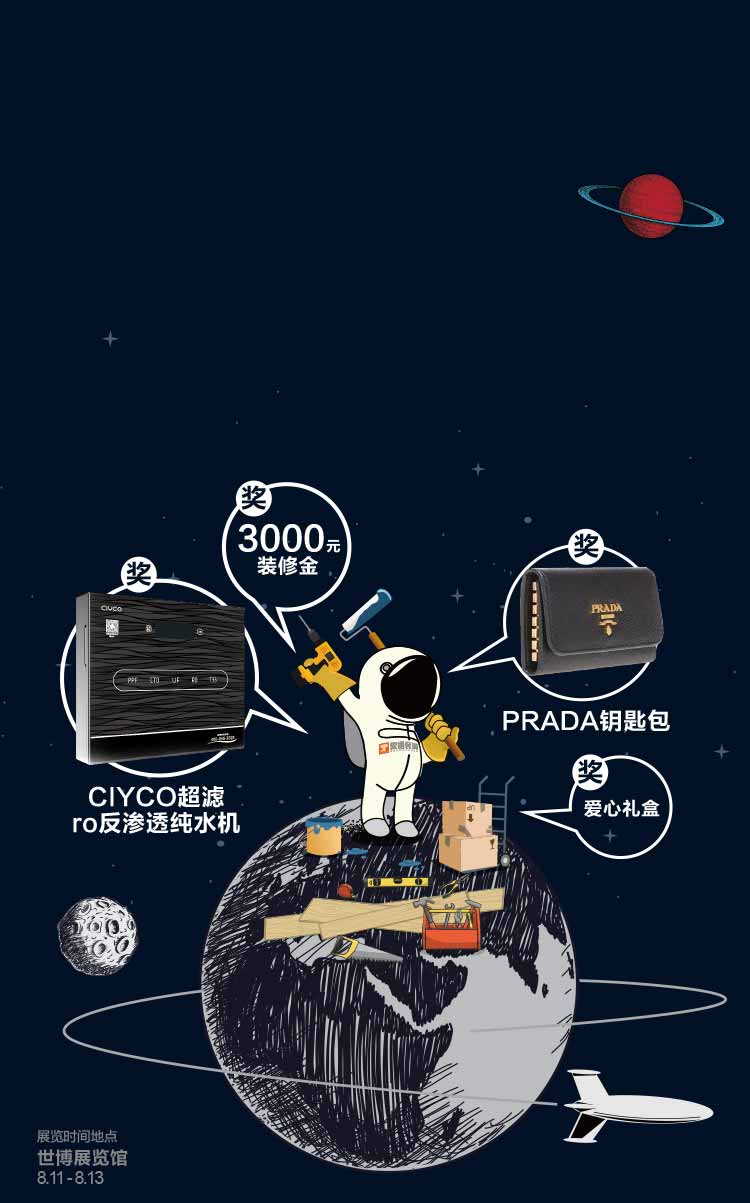 奖
3000元
装修金
奖
CIYCO
PPF CTO UF RO T33
CIYCO超滤
ro反渗透纯水机
奖
PRADA
PRADA钥匙包
奖
爱心礼盒
展览时间地点
世博展览馆
8.11-8.13